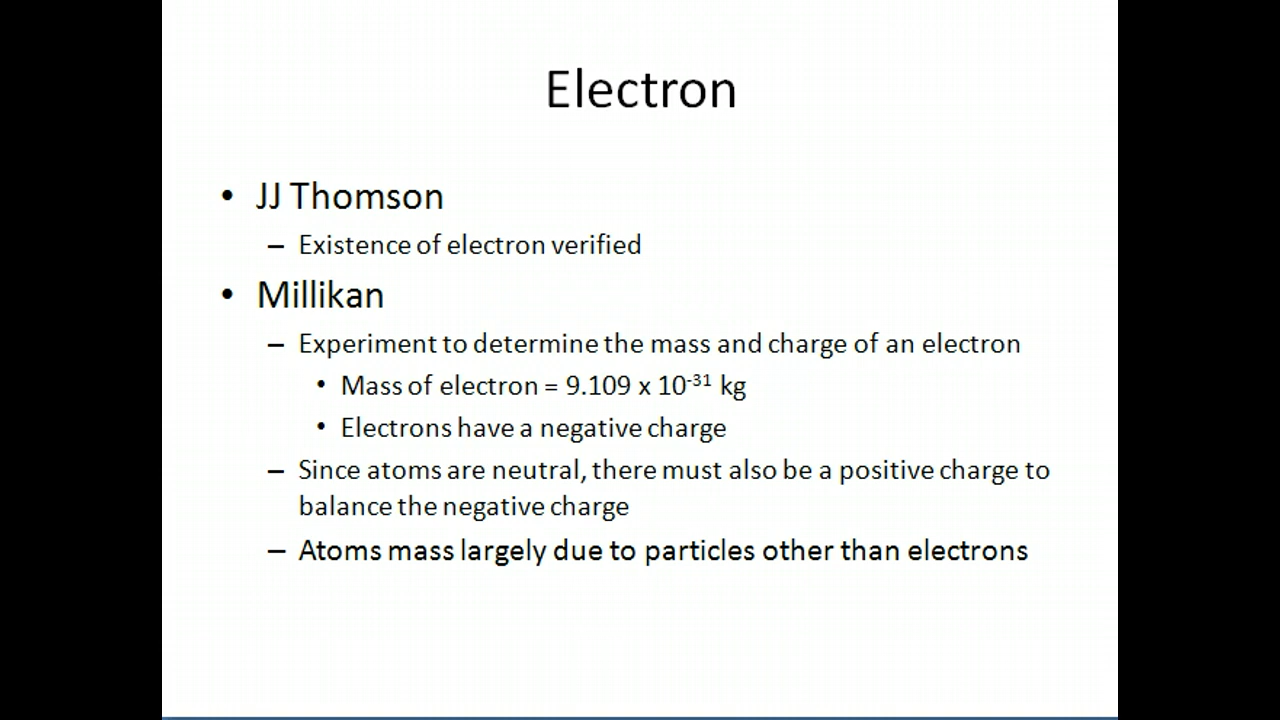 Electron
• JJ Thomson
– Existence of electron verified
• Millikan
– Experiment to determine the mass and charge of an electron
• Mass of electron = 9.109 x 10⁻³¹ kg
• Electrons have a negative charge
– Since atoms are neutral, there must also be a positive charge to
balance the negative charge
– Atoms mass largely due to particles other than electrons